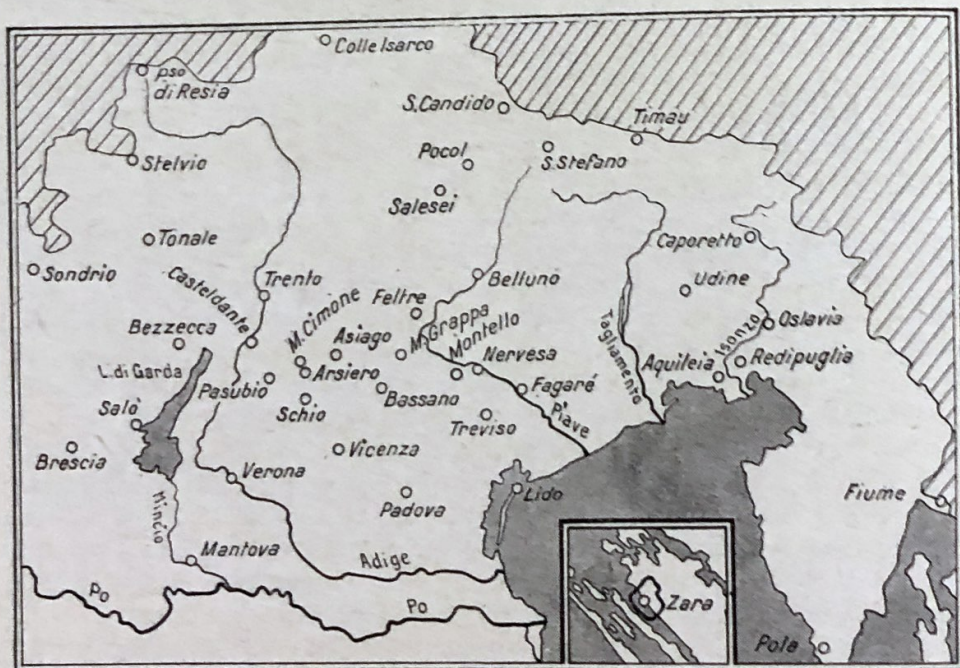 Colle Isarco
pso
di Resia
S. Candido
Timau
Stelvio
Pocol
S. Stefano
Salesei
Tonale
Caporetto
Sondrio
Casteldante
Trento
Belluno
Udine
M. Cimone
Feltre
Bezzecca
Asiago
M. Grappa
Montello
Tagliamento
Isonzo
Oslavia
L. di Garda
Pasubio
Arsiero
Nervesa
Aquileia
Redipuglia
Salò
Schio
Bassano
Fagaré
Piave
Treviso
Brescia
Vicenza
Verona
Padova
Lido
Fiume
Mincio
Mantova
Adige
Po
Po
Zara
Pola